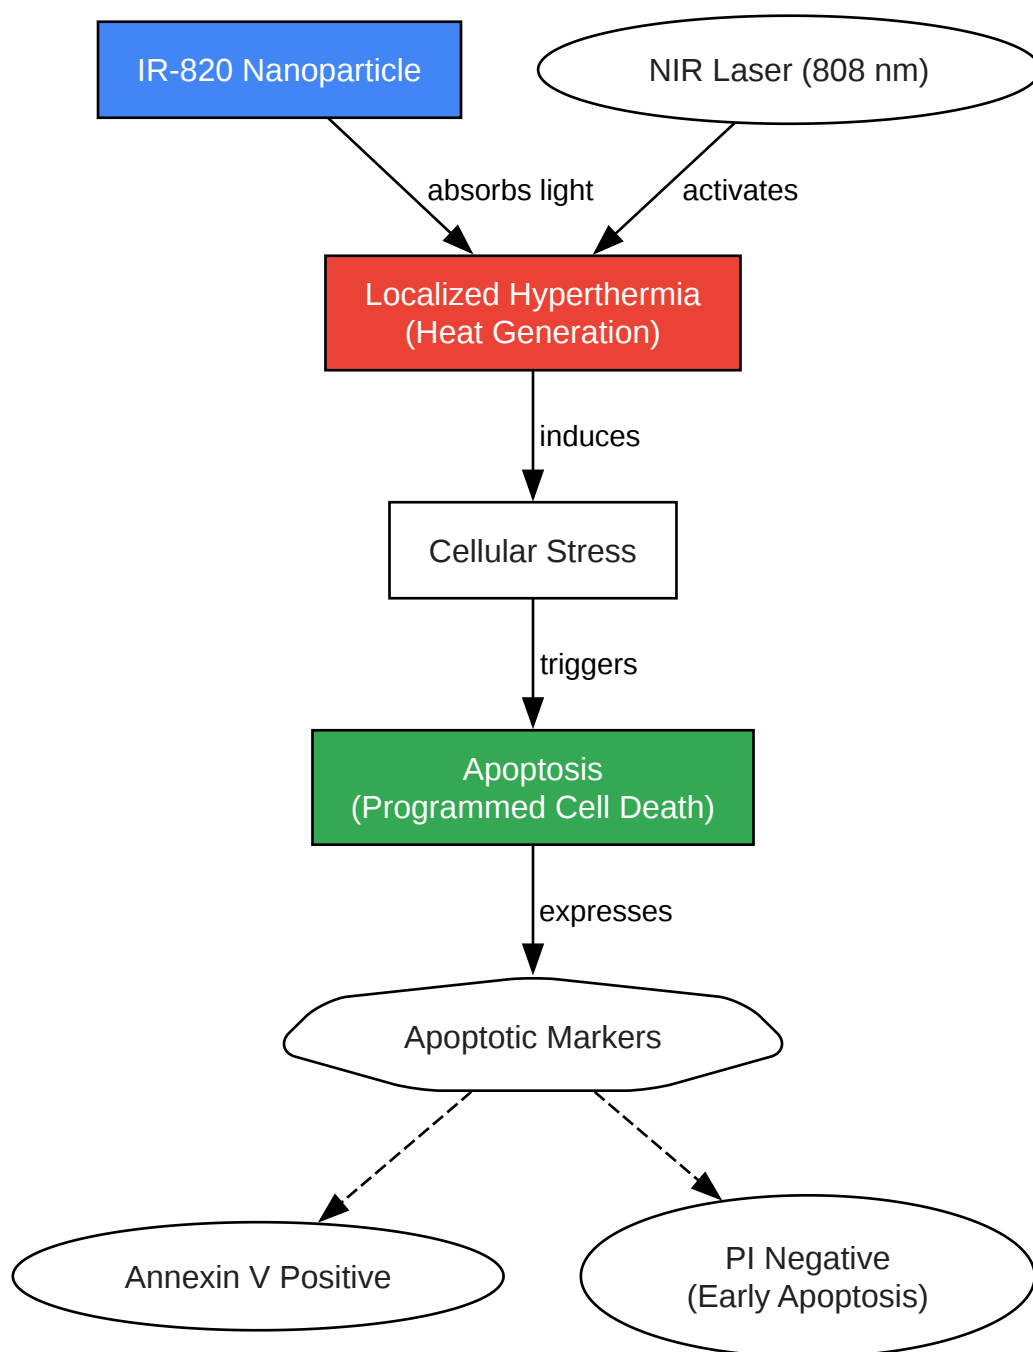 IR-820 Nanoparticle
NIR Laser (808 nm)
absorbs light
activates
Localized Hyperthermia
(Heat Generation)
induces
Cellular Stress
triggers
Apoptosis
(Programmed Cell Death)
expresses
Apoptotic Markers
Annexin V Positive
PI Negative
(Early Apoptosis)